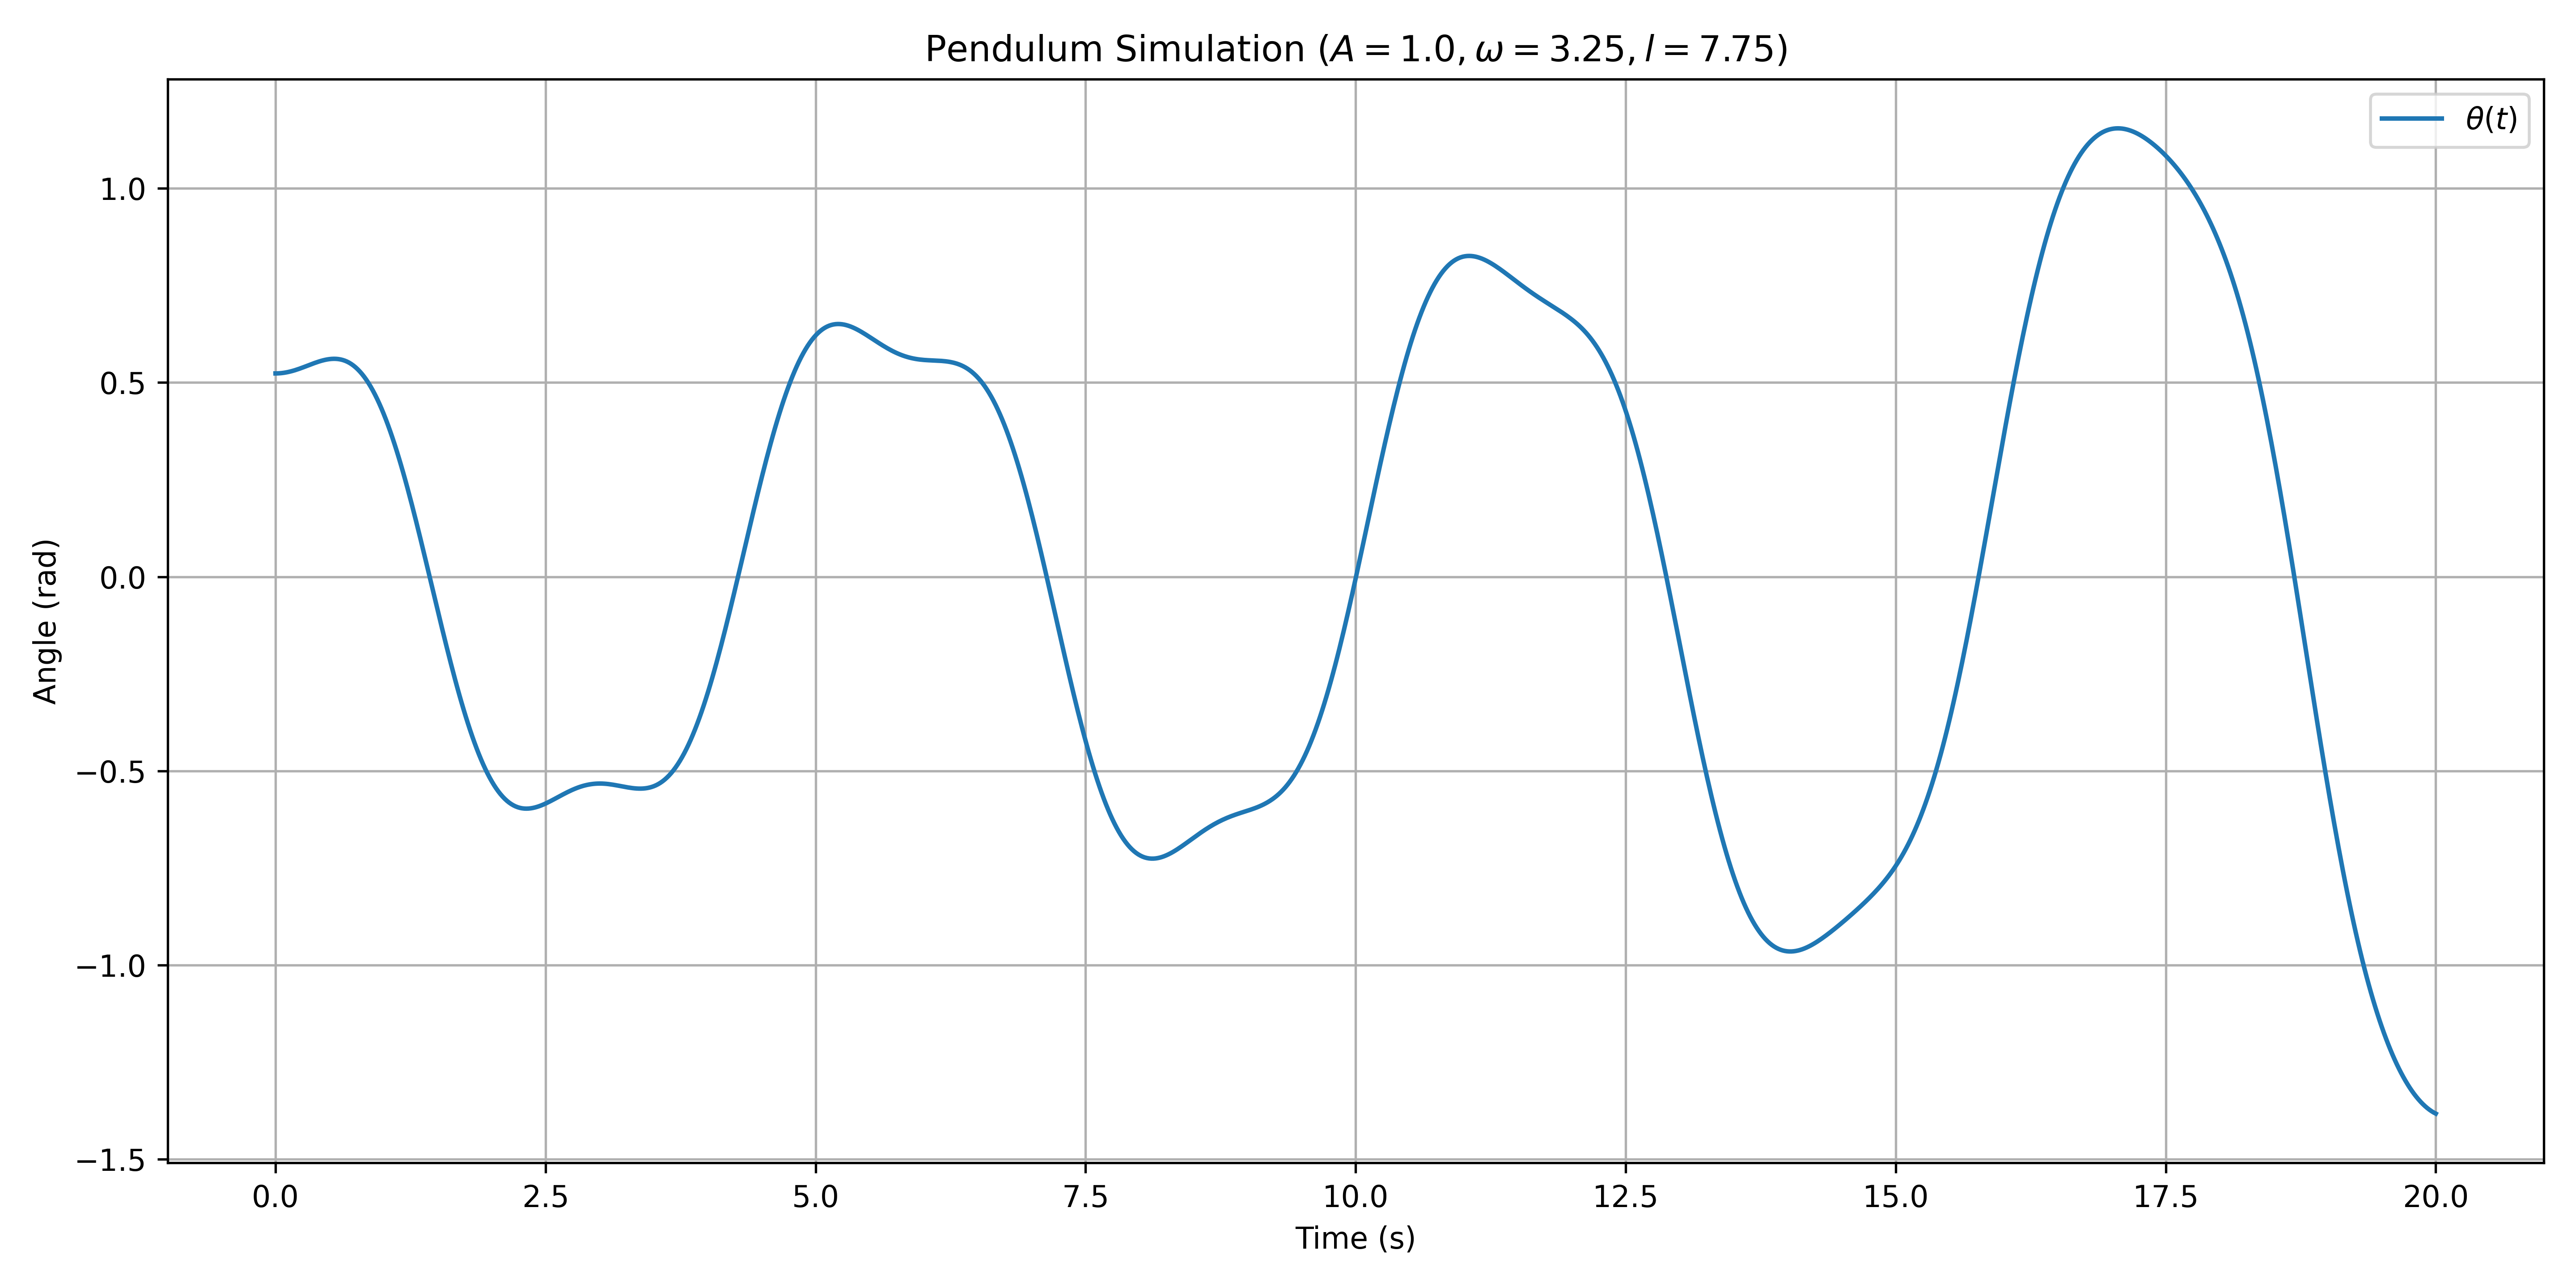 Pendulum Simulation (A = 1.0, ω = 3.25, l = 7.75)
θ(t)
Angle (rad)
1.0
0.5
0.0
−0.5
−1.0
−1.5
0.0 2.5 5.0 7.5 10.0 12.5 15.0 17.5 20.0
Time (s)